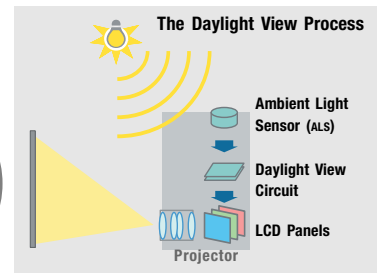 The Daylight View Process
Ambient Light
Sensor (ALS)
Daylight View
Circuit
LCD Panels
Projector